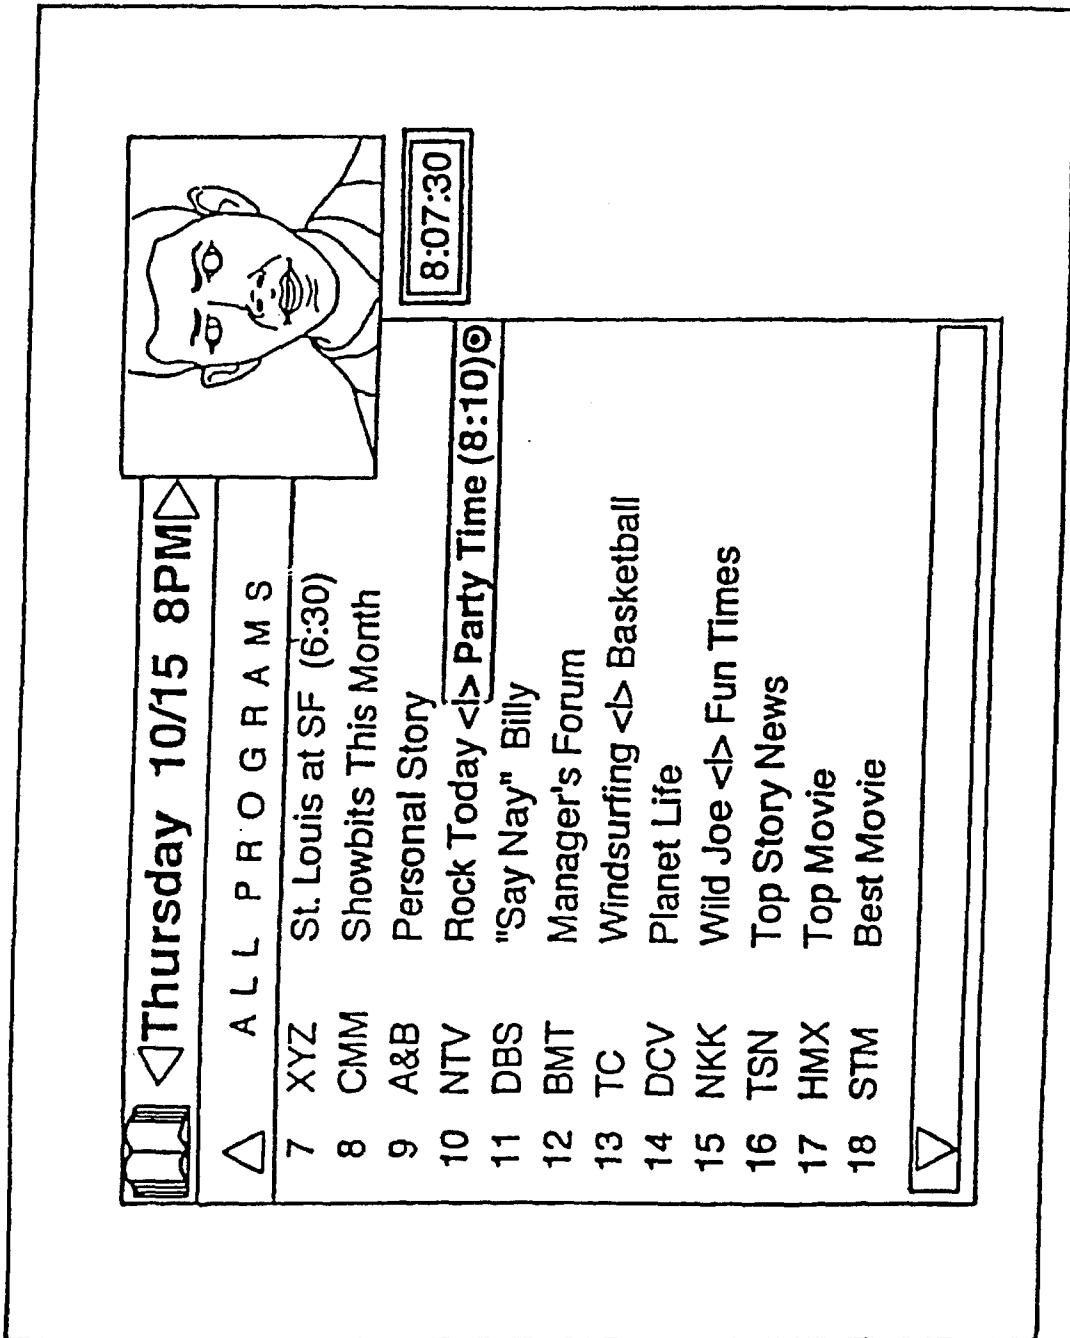 Thursday 10/15 8PM
ALL PROGRAMS
7 XYZ St. Louis at SF (6:30)
8 CMM Showbits This Month
9 A&B Personal Story
10 NTV Rock Today <|> Party Time (8:10)
11 DBS "Say Nay" Billy
12 BMT Manager's Forum
13 TC Windsurfing <|> Basketball
14 DCV Planet Life
15 NKK Wild Joe <|> Fun Times
16 TSN Top Story News
17 HMX Top Movie
18 STM Best Movie
8:07:30